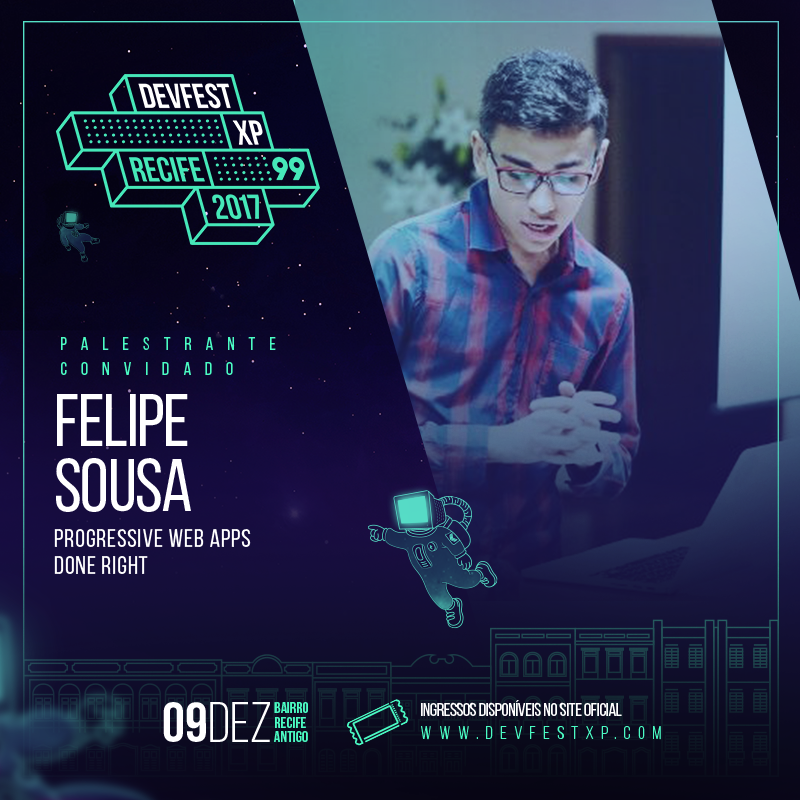 DEVFEST
XP
RECIFE 99
2017
PALESTRANTE
CONVIDADO
FELIPE
SOUSA
PROGRESSIVE WEB APPS
DONE RIGHT
09DEZ
BAIRRO
RECIFE
ANTIGO
INGRESSOS DISPONÍVEIS NO SITE OFICIAL
WWW.DEVFESTXP.COM